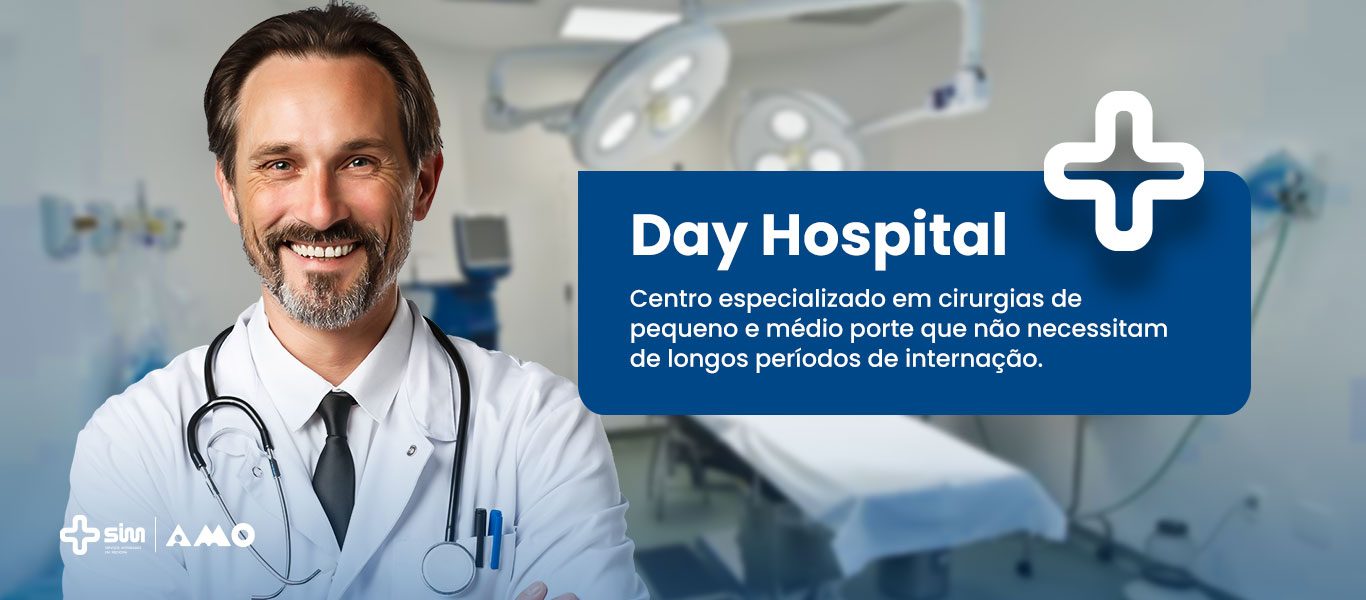 Day Hospital
Centro especializado em cirurgias de
pequeno e médio porte que não necessitam
de longos períodos de internação.
sim
AMO